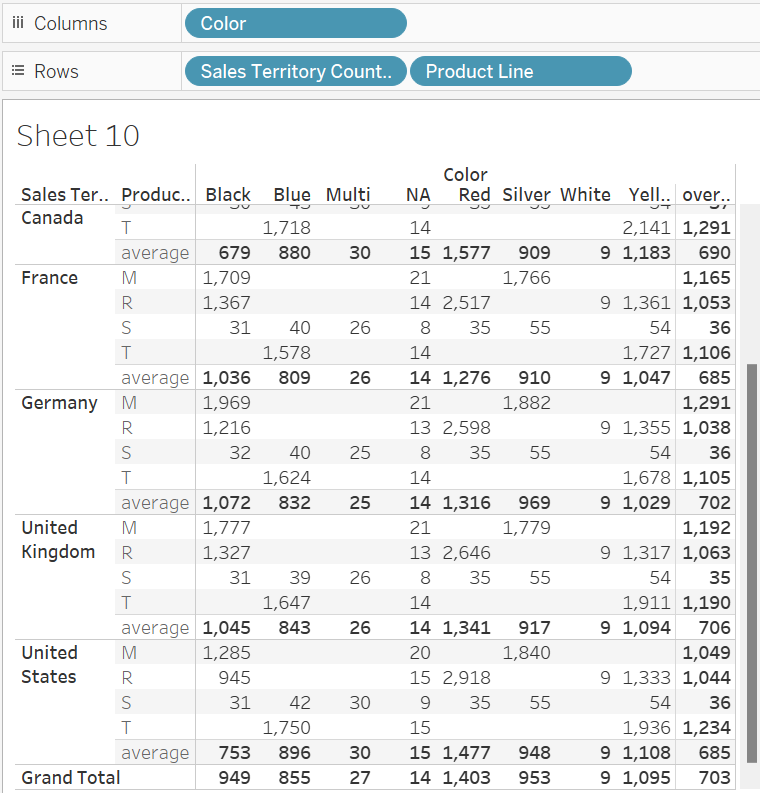 Columns Color
Rows Sales Territory Count.. Product Line
Sheet 10
Color
Sales Ter.. Produc.. Black Blue Multi NA Red Silver White Yell.. over..
Canada
T 1,718 14 2,141 1,291
average 679 880 30 15 1,577 909 9 1,183 690
France M 1,709 21 1,766 1,165
R 1,367 14 2,517 9 1,361 1,053
S 31 40 26 8 35 55 54 36
T 1,578 14 1,727 1,106
average 1,036 809 26 14 1,276 910 9 1,047 685
Germany M 1,969 21 1,882 1,291
R 1,216 13 2,598 9 1,355 1,038
S 32 40 25 8 35 55 54 36
T 1,624 14 1,678 1,105
average 1,072 832 25 14 1,316 969 9 1,029 702
United M 1,777 21 1,779 1,192
Kingdom R 1,327 13 2,646 9 1,317 1,063
S 31 39 26 8 35 55 54 35
T 1,647 14 1,911 1,190
average 1,045 843 26 14 1,341 917 9 1,094 706
United M 1,285 20 1,840 1,049
States R 945 15 2,918 9 1,333 1,044
S 31 42 30 9 35 55 54 36
T 1,750 15 1,936 1,234
average 753 896 30 15 1,477 948 9 1,108 685
Grand Total 949 855 27 14 1,403 953 9 1,095 703